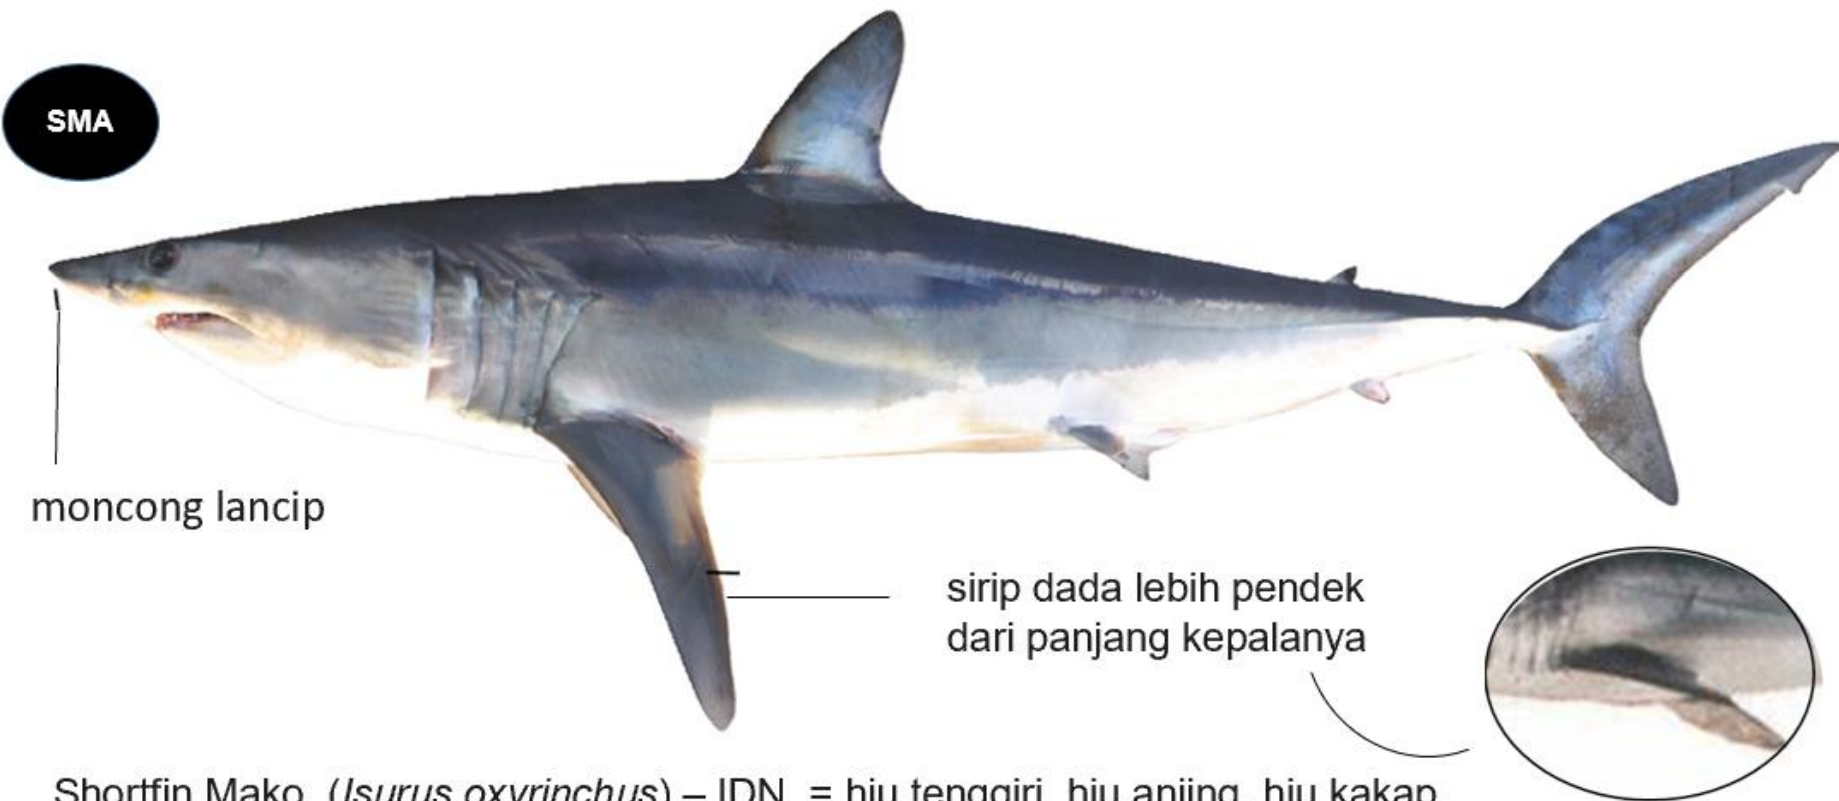 SMA
moncong lancip
sirip dada lebih pendek
dari panjang kepalanya
Shortfin Mako (Isurus oxyrinchus) – IDN = hiu tenggiri, hiu anjing, hiu kakap